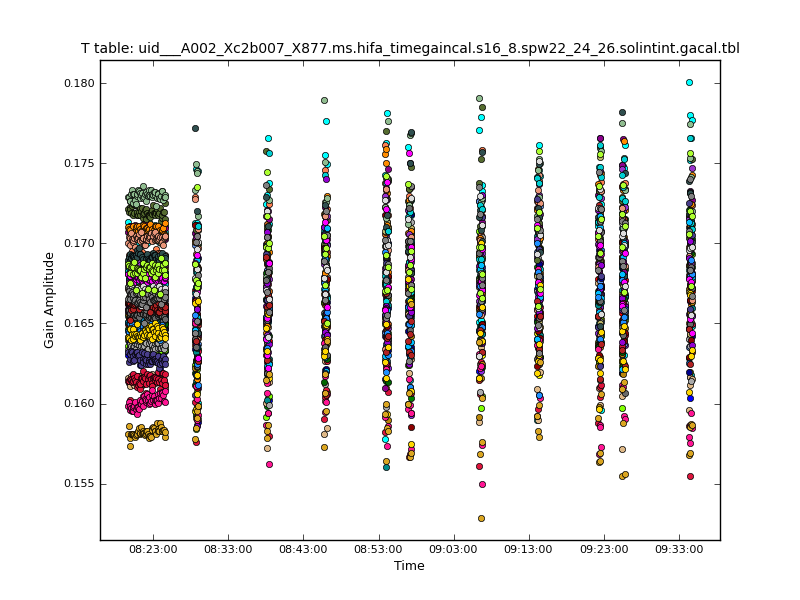 T table: uid___A002_Xc2b007_X877.ms.hifa_timegaincal.s16_8.spw22_24_26.solintint.gacal.tbl
0.180
0.175
0.170
0.165
0.160
0.155
Gain Amplitude
08:23:00 08:33:00 08:43:00 08:53:00 09:03:00 09:13:00 09:23:00 09:33:00
Time